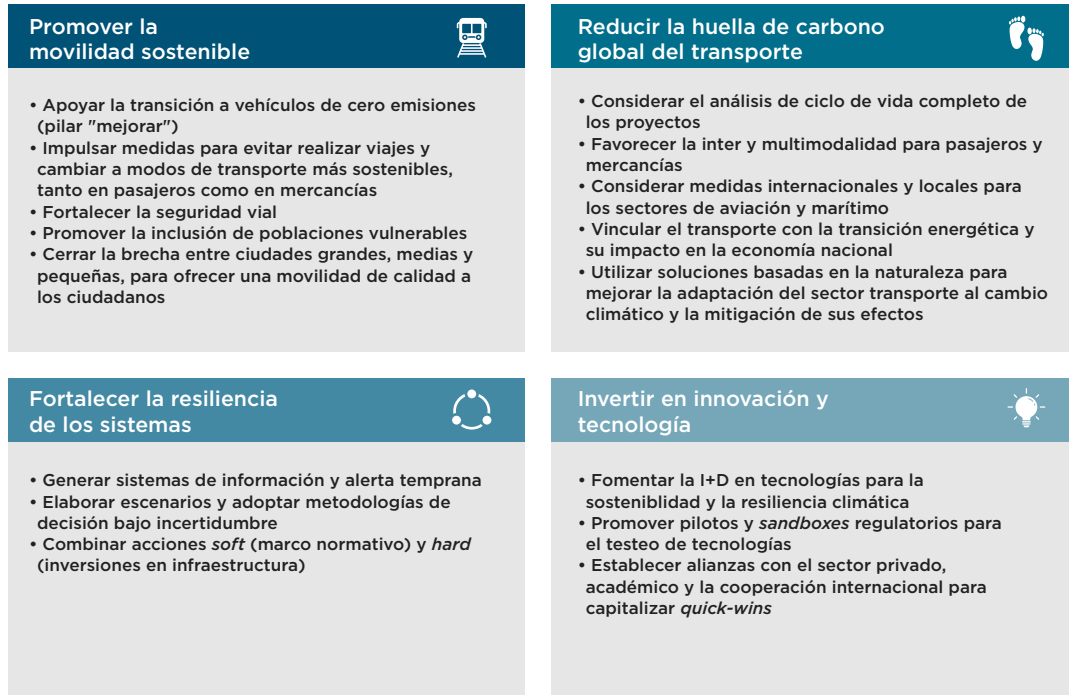 Promover la
movilidad sostenible
• Apoyar la transición a vehículos de cero emisiones
(pilar "mejorar")
• Impulsar medidas para evitar realizar viajes y
cambiar a modos de transporte más sostenibles,
tanto en pasajeros como en mercancías
• Fortalecer la seguridad vial
• Promover la inclusión de poblaciones vulnerables
• Cerrar la brecha entre ciudades grandes, medias y
pequeñas, para ofrecer una movilidad de calidad a
los ciudadanos
Reducir la huella de carbono
global del transporte
• Considerar el análisis de ciclo de vida completo de
los proyectos
• Favorecer la inter y multimodalidad para pasajeros y
mercancías
• Considerar medidas internacionales y locales para
los sectores de aviación y marítimo
• Vincular el transporte con la transición energética y
su impacto en la economía nacional
• Utilizar soluciones basadas en la naturaleza para
mejorar la adaptación del sector transporte al cambio
climático y la mitigación de sus efectos
Fortalecer la resiliencia
de los sistemas
• Generar sistemas de información y alerta temprana
• Elaborar escenarios y adoptar metodologías de
decisión bajo incertidumbre
• Combinar acciones soft (marco normativo) y hard
(inversiones en infraestructura)
Invertir en innovación y
tecnología
• Fomentar la I+D en tecnologías para la
sosteniblidad y la resiliencia climática
• Promover pilotos y sandboxes regulatorios para
el testeo de tecnologías
• Establecer alianzas con el sector privado,
académico y la cooperación internacional para
capitalizar quick-wins